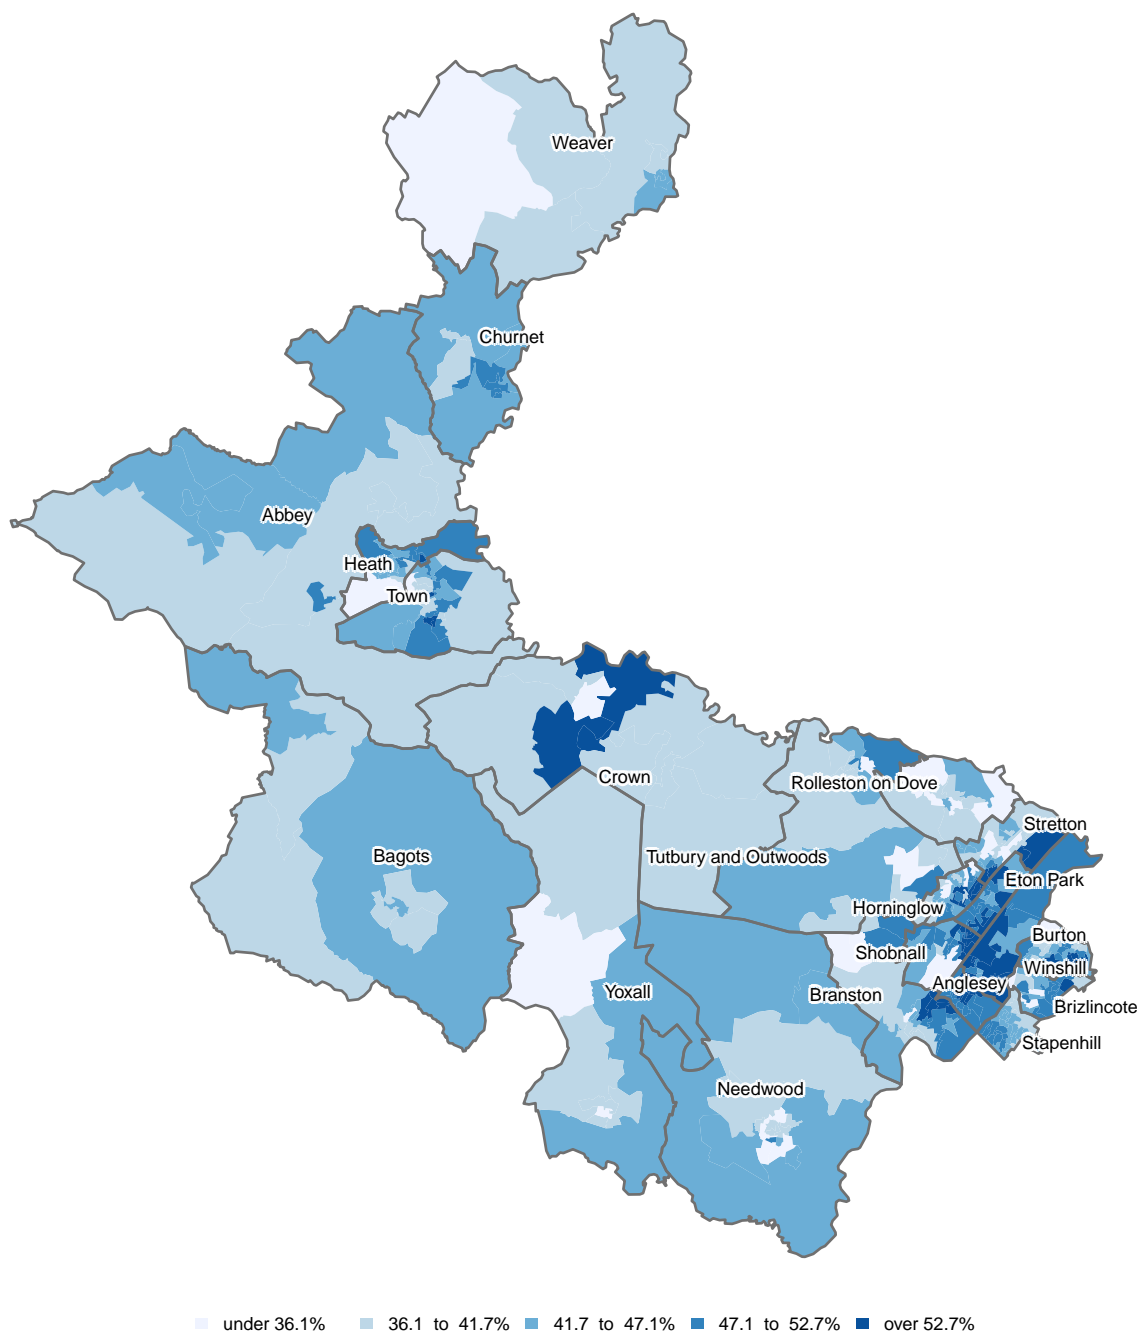 Weaver
Churnet
Abbey
Heath
Town
Crown
Rolleston on Dove
Stretton
Tutbury and Outwoods
Bagots
Eton Park
Horninglow
Burton
Shobnall
Winshill
Anglesey
Yoxall
Branston
Brizlincote
Stapenhill
Needwood
under 36.1% 36.1 to 41.7% 41.7 to 47.1% 47.1 to 52.7% over 52.7%